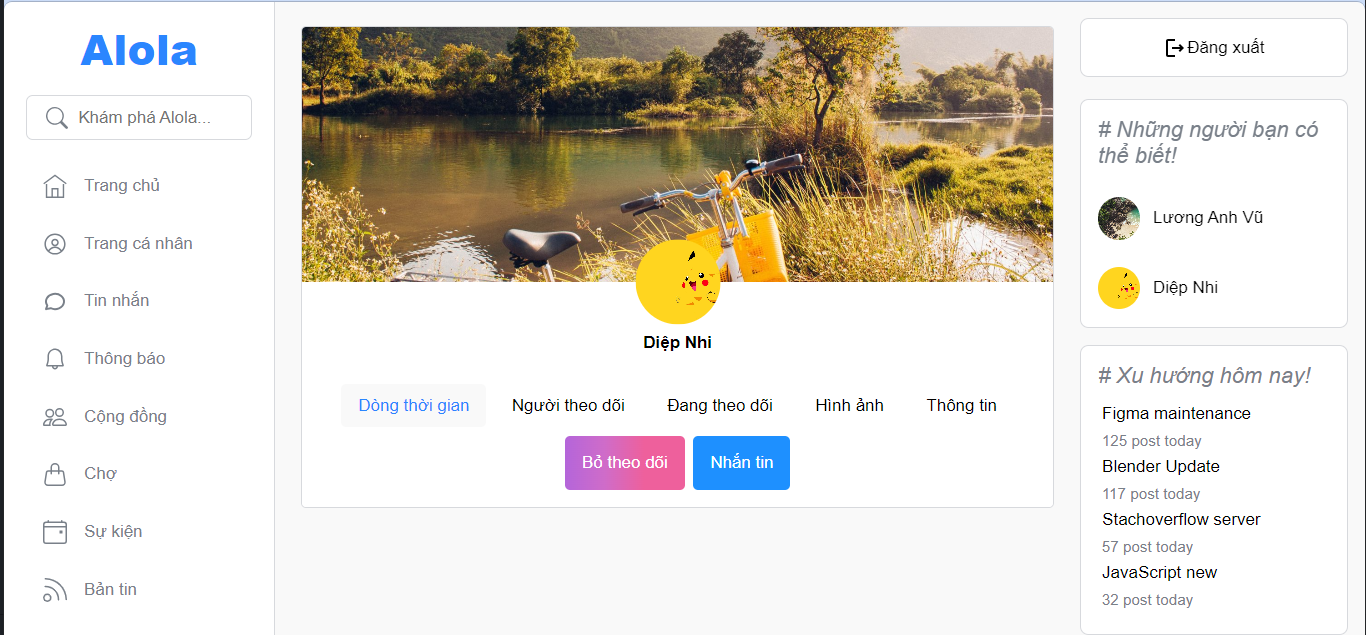 Alola
Khám phá Alola...
Trang chủ
Trang cá nhân
Tin nhắn
Thông báo
Cộng đồng
Chợ
Sự kiện
Bản tin
Diệp Nhi
Dòng thời gian
Người theo dõi
Đang theo dõi
Hình ảnh
Thông tin
Bỏ theo dõi
Nhắn tin
Đăng xuất
# Những người bạn có
thể biết!
Lương Anh Vũ
Diệp Nhi
# Xu hướng hôm nay!
Figma maintenance
125 post today
Blender Update
117 post today
Stachoverflow server
57 post today
JavaScript new
32 post today